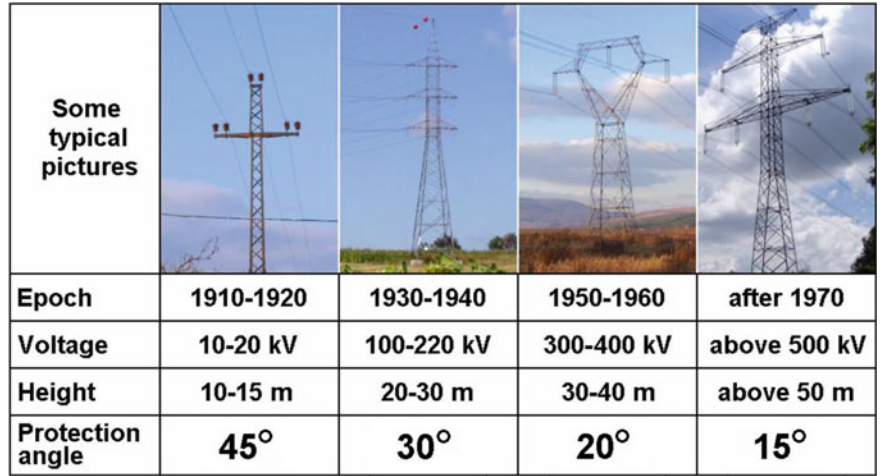 Some
typical
pictures
Epoch 1910-1920 1930-1940 1950-1960 after 1970
Voltage 10-20 kV 100-220 kV 300-400 kV above 500 kV
Height 10-15 m 20-30 m 30-40 m above 50 m
Protection
angle 45° 30° 20° 15°